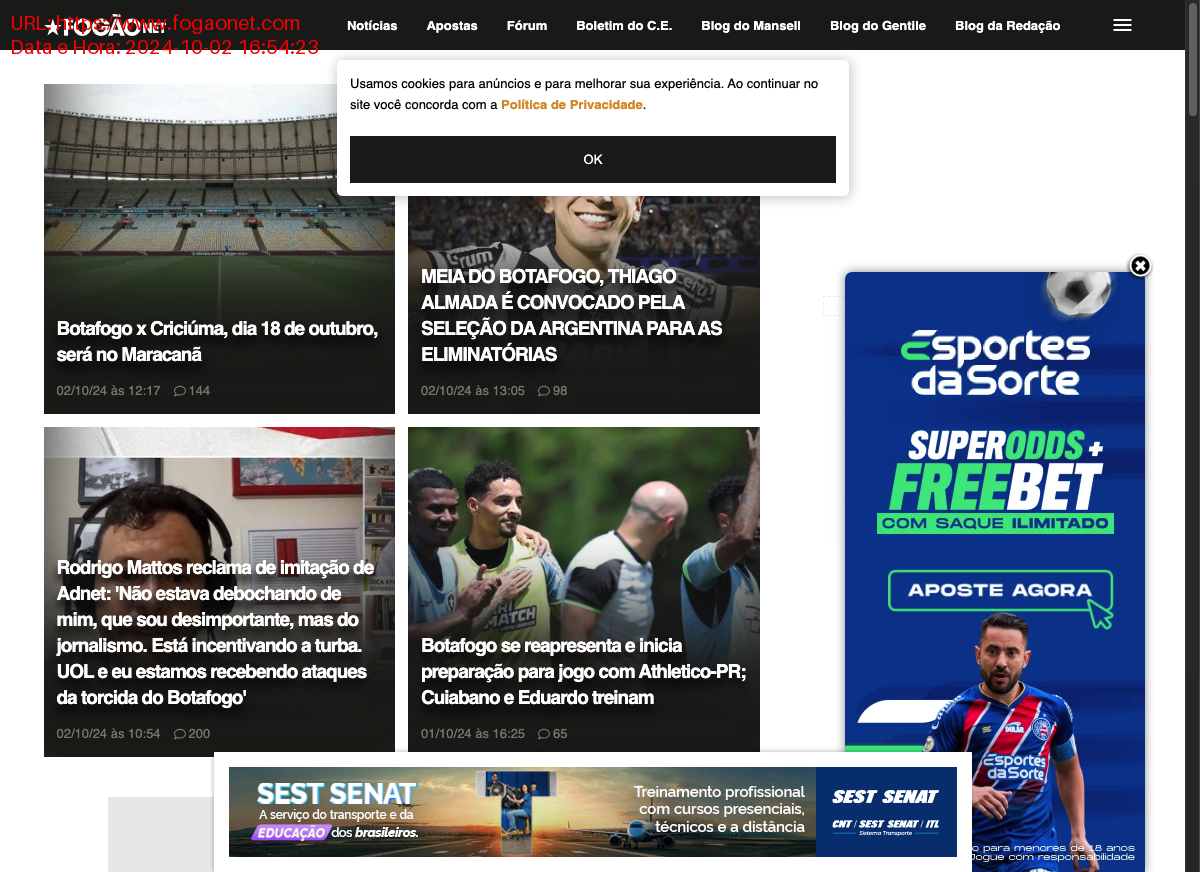 URL: https://www.fogaonet.com
Data e Hora: 2024-10-02 16:54:23
FOGÃONET
Notícias
Apostas
Fórum
Boletim do C.E.
Blog do Mansell
Blog do Gentile
Blog da Redação
Usamos cookies para anúncios e para melhorar sua experiência. Ao continuar no
site você concorda com a Política de Privacidade.
OK
Botafogo x Criciúma, dia 18 de outubro,
será no Maracanã
02/10/24 às 12:17 144
MEIA DO BOTAFOGO, THIAGO
ALMADA É CONVOCADO PELA
SELEÇÃO DA ARGENTINA PARA AS
ELIMINATÓRIAS
02/10/24 às 13:05 98
Rodrigo Mattos reclama de imitação de
Adnet: 'Não estava debochando de
mim, que sou desimportante, mas do
jornalismo. Está incentivando a turba.
UOL e eu estamos recebendo ataques
da torcida do Botafogo'
02/10/24 às 10:54 200
Botafogo se reapresenta e inicia
preparação para jogo com Athletico-PR;
Cuiabano e Eduardo treinam
01/10/24 às 16:25 65
Esportes
daSorte
SUPERODDS +
FREEBET
COM SAQUE ILIMITADO
APOSTE AGORA
DULAR
Esportes
daSorte
o para menores de 18 anos
Jogue com responsabilidade
SEST SENAT
A serviço do transporte e da
EDUCAÇÃO dos brasileiros.
Treinamento profissional
com cursos presenciais,
técnicos e a distância
SEST SENAT
CNT / SEST SENAT / ITL
Sistema Transporte